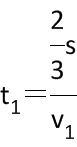 t₁ = (2/3 s) / v₁